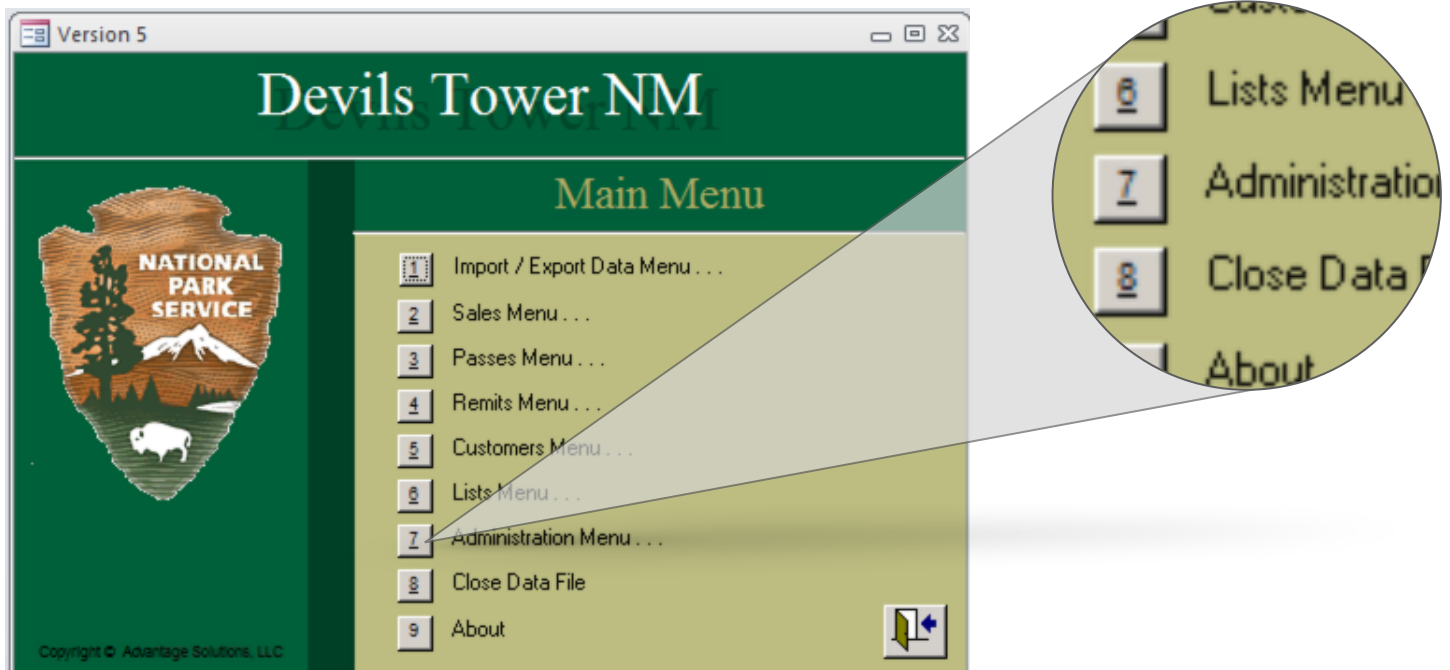 Version 5
Devils Tower NM
Main Menu
NATIONAL
PARK
SERVICE
1 Import / Export Data Menu . . .
2 Sales Menu . . .
3 Passes Menu . . .
4 Remits Menu . . .
5 Customers Menu . . .
6 Lists Menu . . .
7 Administration Menu . . .
8 Close Data File
9 About
Copyright © Advantage Solutions, LLC
6 Lists Menu
7 Administratio
8 Close Data F
About